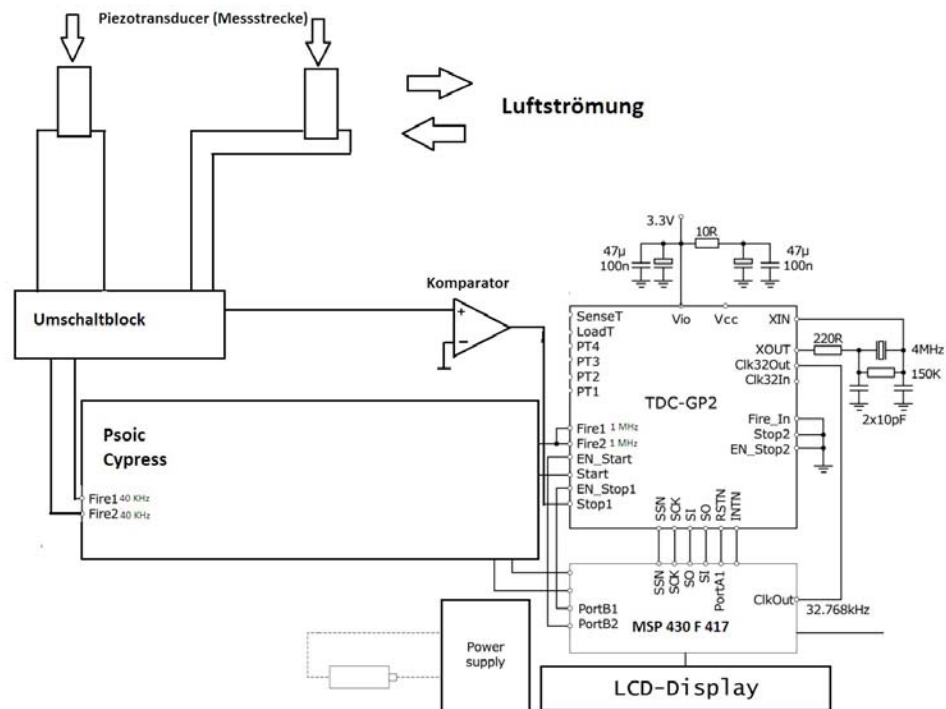 Piezotransducer (Messstrecke)
Luftströmung
3.3V
10R
47µ
100n
47µ
100n
Komparator
Umschaltblock
+
−
SenseT
LoadT
PT4
PT3
PT2
PT1
Vio
Vcc
XIN
XOUT
Clk32Out
Clk32In
220R
4MHz
150K
2x10pF
TDC-GP2
Psoic
Cypress
Fire1 40 KHz
Fire2 40 KHz
Fire1 1 MHz
Fire2 1 MHz
EN_Start
Start
EN_Stop1
Stop1
Fire_In
Stop2
EN_Stop2
SSN
SCK
SI
SO
RSTN
INTN
SSN
SCK
SO
SI
PortA1
PortB1
PortB2
ClkOut
32.768kHz
MSP 430 F 417
Power
supply
LCD-Display